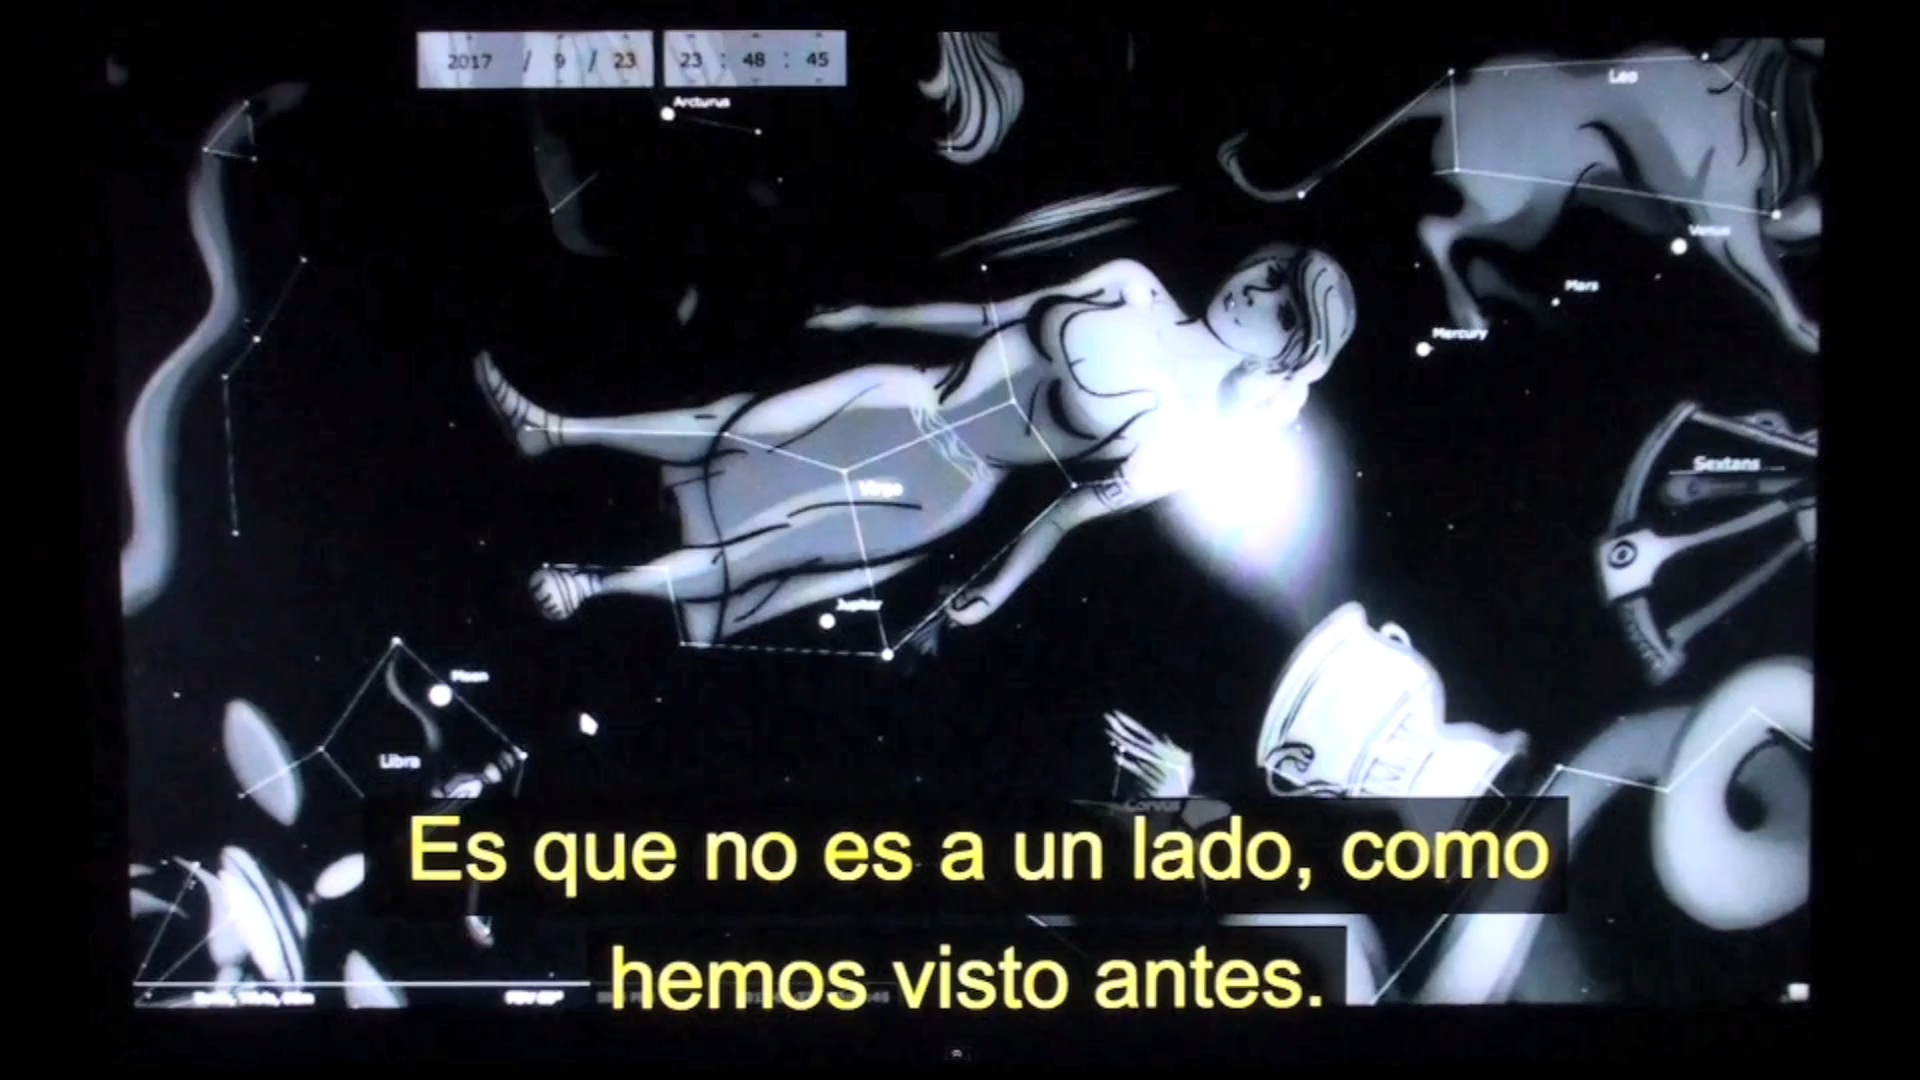 2017 / 9 / 23 23 : 48 : 45
Arcturus
Leo
Venus
Mars
Mercury
Sextans
Virgo
Jupiter
Moon
Libra
Corvus
Es que no es a un lado, como
hemos visto antes.